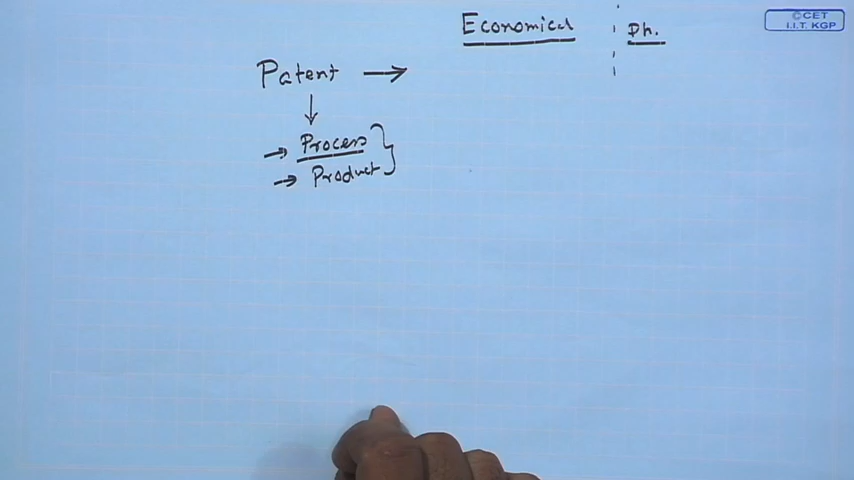 Economical
Ph.
©CET
I.I.T. KGP
Patent →
↓
→ Process
→ Product